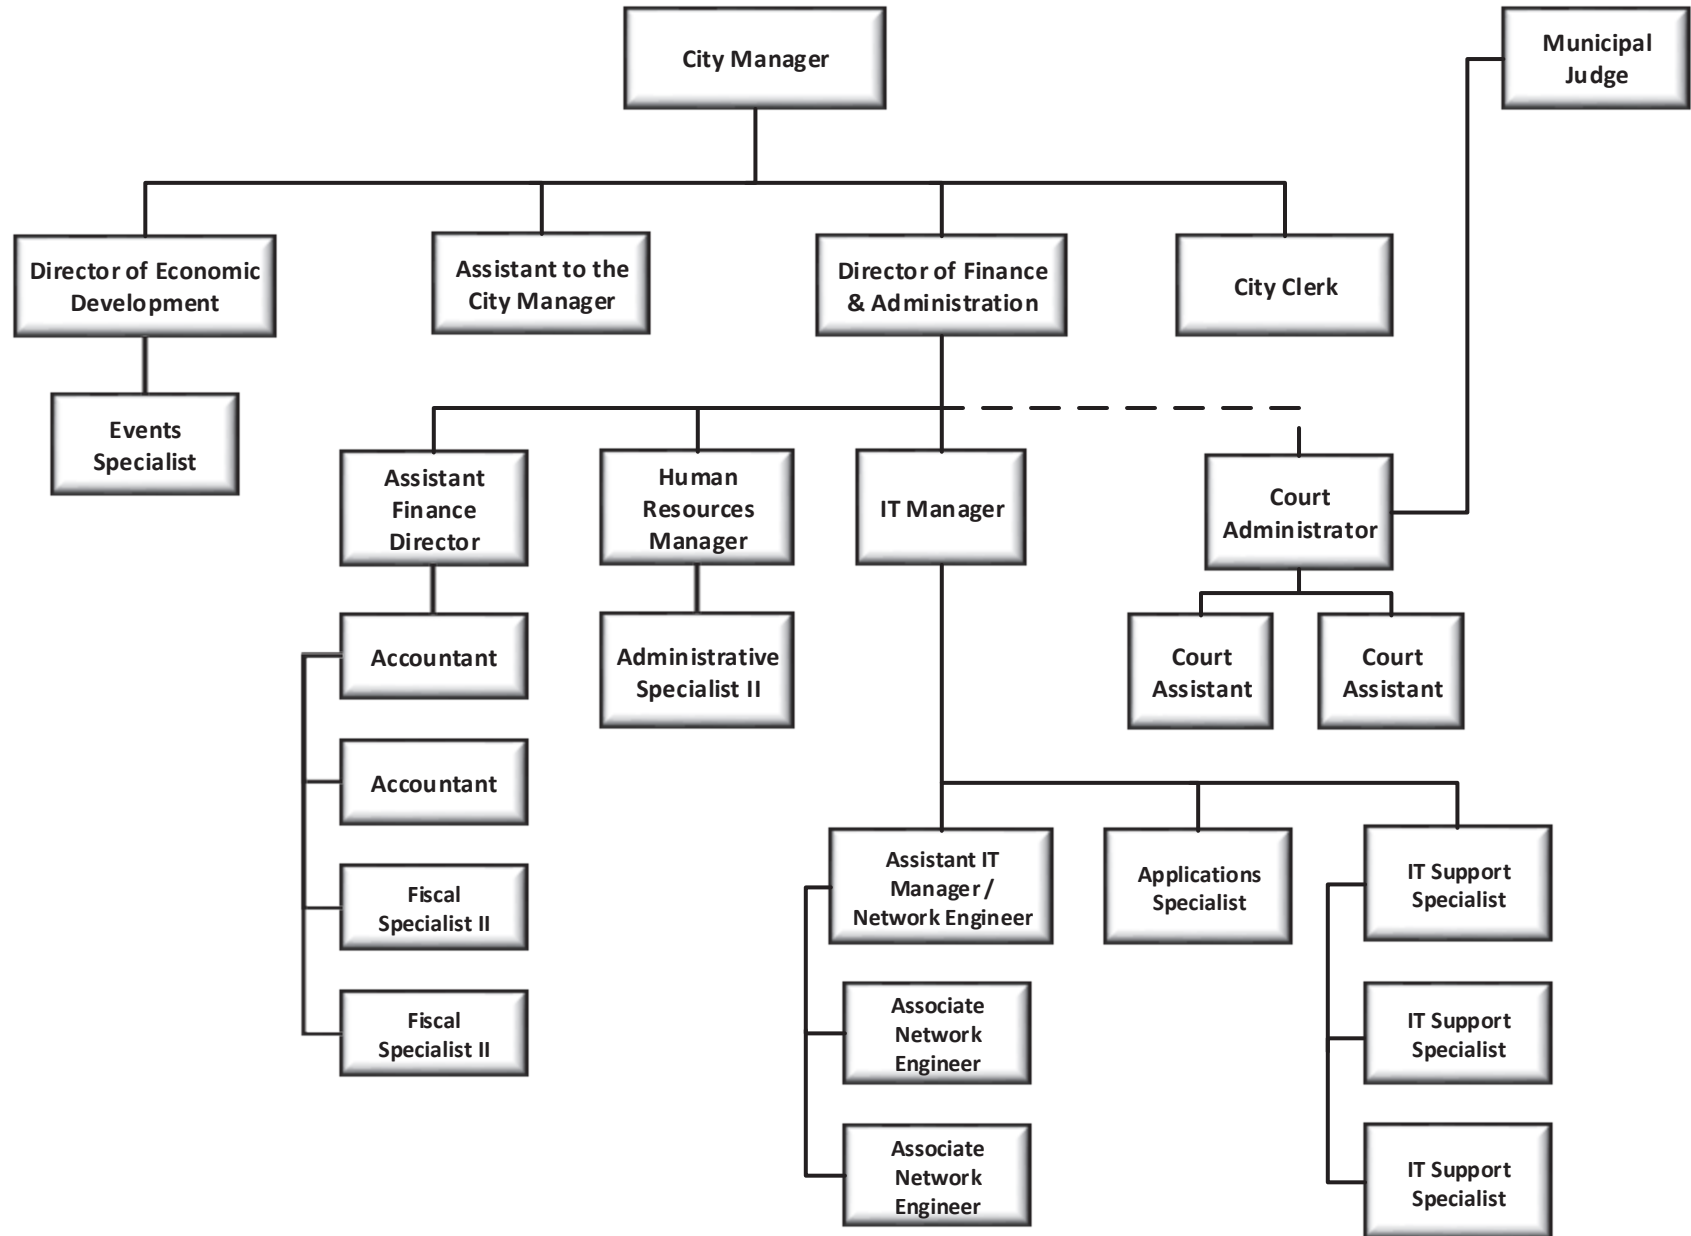 City Manager
Municipal
Judge
Director of Economic
Development
Assistant to the
City Manager
Director of Finance
& Administration
City Clerk
Events
Specialist
Assistant
Finance
Director
Human
Resources
Manager
IT Manager
Court
Administrator
Accountant
Administrative
Specialist II
Court
Assistant
Court
Assistant
Accountant
Fiscal
Specialist II
Fiscal
Specialist II
Assistant IT
Manager /
Network Engineer
Applications
Specialist
IT Support
Specialist
Associate
Network
Engineer
IT Support
Specialist
Associate
Network
Engineer
IT Support
Specialist